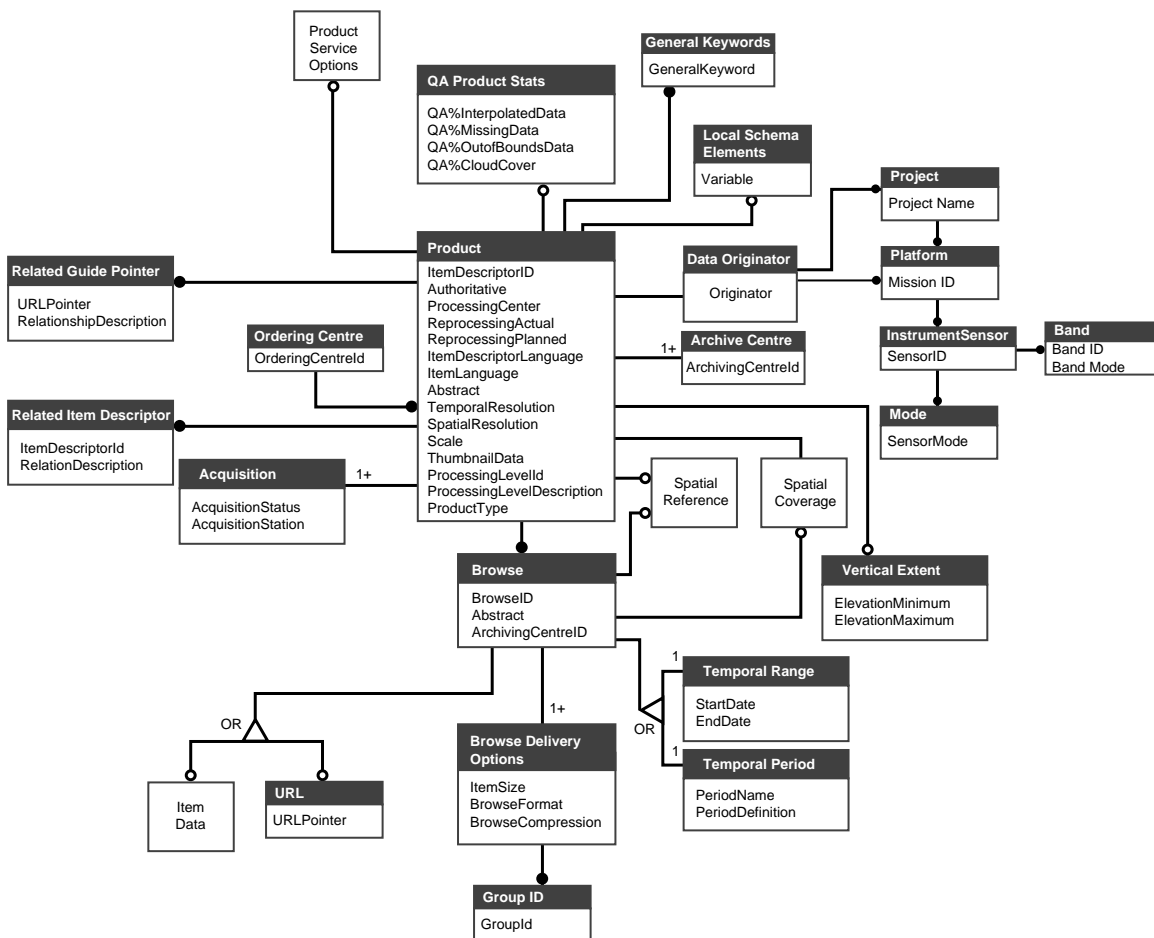 Product
Service
Options
General Keywords
GeneralKeyword
QA Product Stats
QA%InterpolatedData
QA%MissingData
QA%OutofBoundsData
QA%CloudCover
Local Schema
Elements
Variable
Project
Project Name
Product
ItemDescriptorID
Authoritative
ProcessingCenter
ReprocessingActual
ReprocessingPlanned
ItemDescriptorLanguage
ItemLanguage
Abstract
TemporalResolution
SpatialResolution
Scale
ThumbnailData
ProcessingLevelId
ProcessingLevelDescription
ProductType
Data Originator
Originator
Platform
Mission ID
Related Guide Pointer
URLPointer
RelationshipDescription
Ordering Centre
OrderingCentreId
1+
Archive Centre
ArchivingCentreId
InstrumentSensor
SensorID
Band
Band ID
Band Mode
Mode
SensorMode
Related Item Descriptor
ItemDescriptorId
RelationDescription
Acquisition
AcquisitionStatus
AcquisitionStation
1+
Spatial
Reference
Spatial
Coverage
Browse
BrowseID
Abstract
ArchivingCentreID
Vertical Extent
ElevationMinimum
ElevationMaximum
1
Temporal Range
StartDate
EndDate
OR
OR
1+
1
Temporal Period
PeriodName
PeriodDefinition
Browse Delivery
Options
ItemSize
BrowseFormat
BrowseCompression
Item
Data
URL
URLPointer
Group ID
GroupId